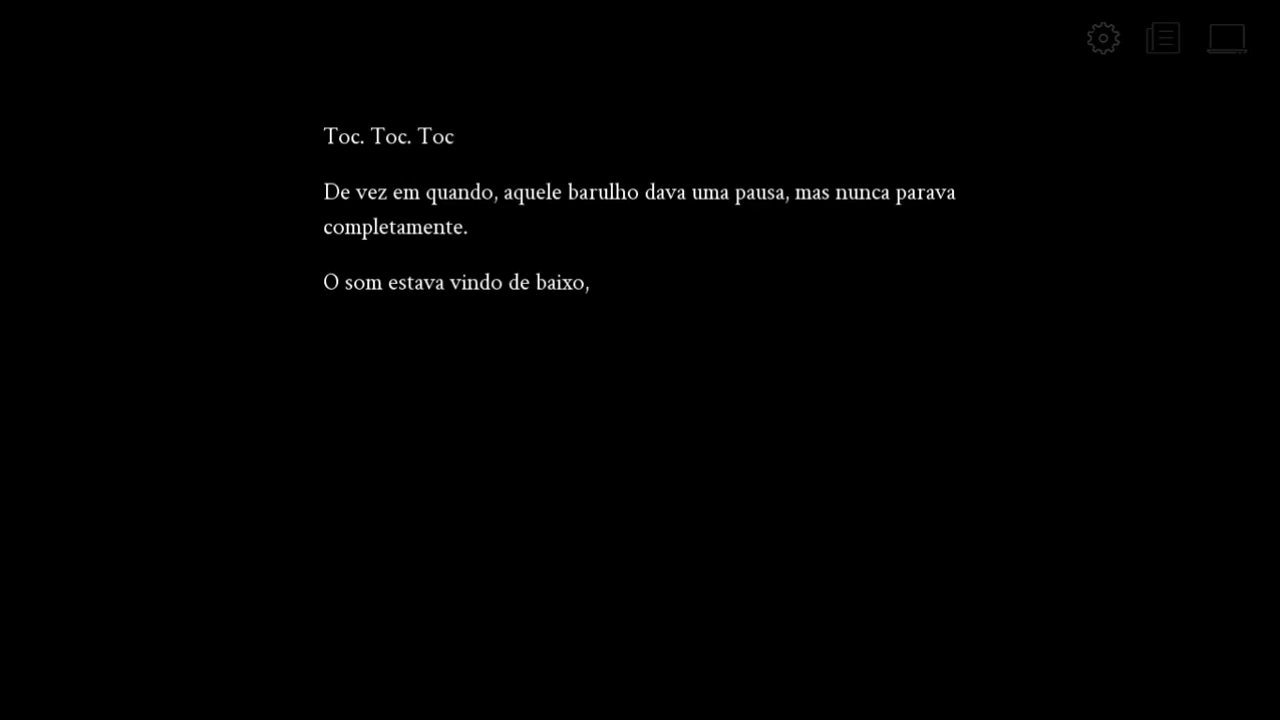 Toc. Toc. Toc
De vez em quando, aquele barulho dava uma pausa, mas nunca parava
completamente.
O som estava vindo de baixo,